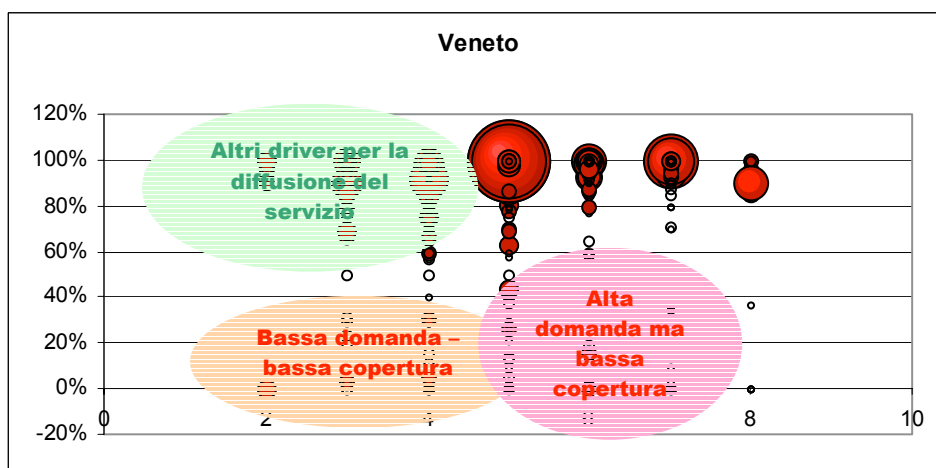 Veneto
120%
100%
80%
60%
40%
20%
0%
-20%
Altri driver per la
diffusione del
servizio
Bassa domanda –
bassa copertura
Alta
domanda ma
bassa
copertura
0
2
4
6
8
10